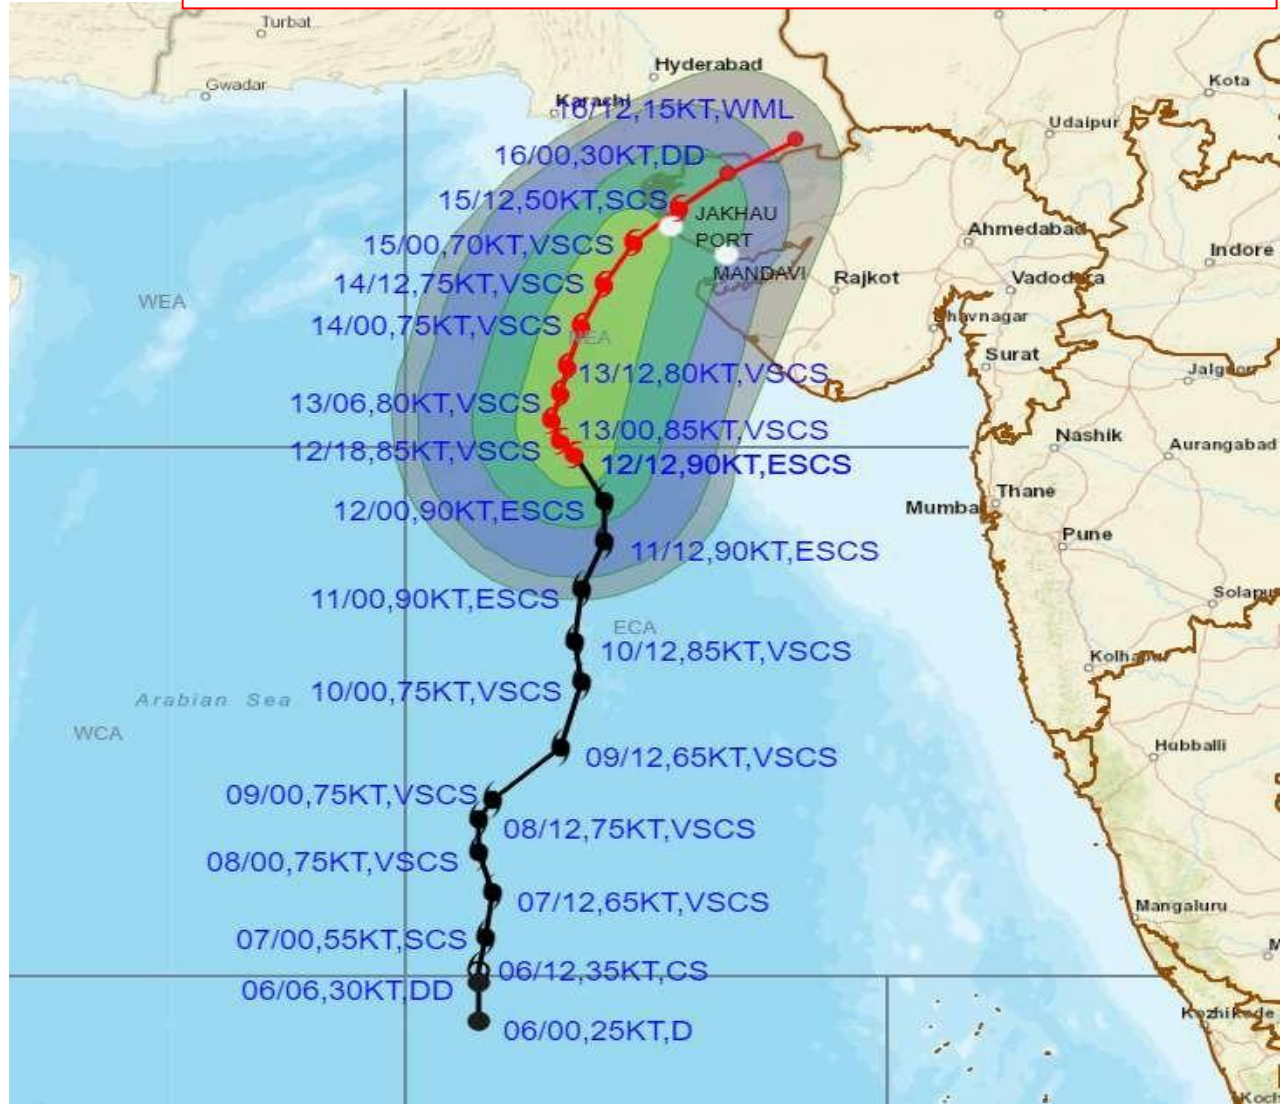 Turbat
Gwadar
Hyderabad
Karachi
Kota
16/12,15KT,WML
Udaipur
16/00,30KT,DD
15/12,50KT,SCS
JAKHAU
PORT
15/00,70KT,VSCS
Ahmedabad
Indore
MANDAVI
Rajkot
Vadodara
14/12,75KT,VSCS
WEA
14/00,75KT,VSCS
NEA
Bhavnagar
Surat
13/12,80KT,VSCS
Jalgaon
13/06,80KT,VSCS
13/00,85KT,VSCS
Nashik
Aurangabad
12/18,85KT,VSCS
12/12,90KT,ESCS
Thane
Mumbai
12/00,90KT,ESCS
Pune
11/12,90KT,ESCS
11/00,90KT,ESCS
Solapu
ECA
10/12,85KT,VSCS
Kolhapur
10/00,75KT,VSCS
Arabian Sea
WCA
Hubballi
09/12,65KT,VSCS
09/00,75KT,VSCS
08/12,75KT,VSCS
08/00,75KT,VSCS
07/12,65KT,VSCS
Mangaluru
07/00,55KT,SCS
06/12,35KT,CS
06/06,30KT,DD
Kozhikode
06/00,25KT,D
Koch